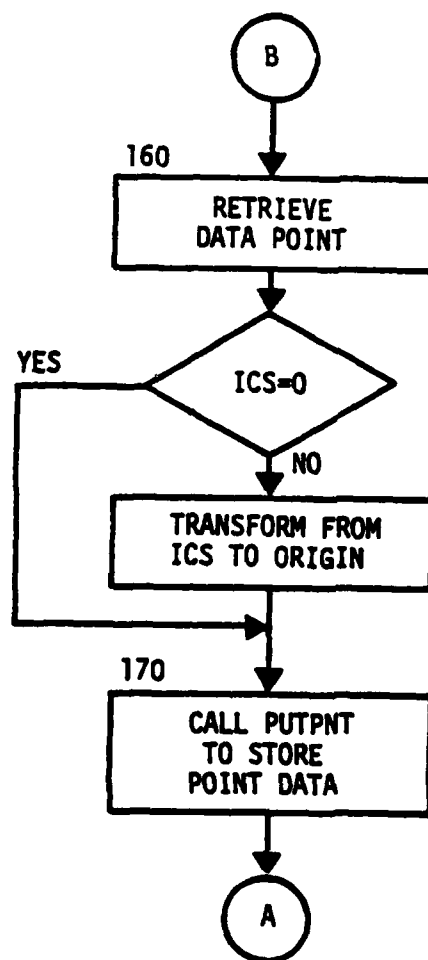 B
160
RETRIEVE
DATA POINT
YES
ICS=0
NO
TRANSFORM FROM
ICS TO ORIGIN
170
CALL PUTPNT
TO STORE
POINT DATA
A